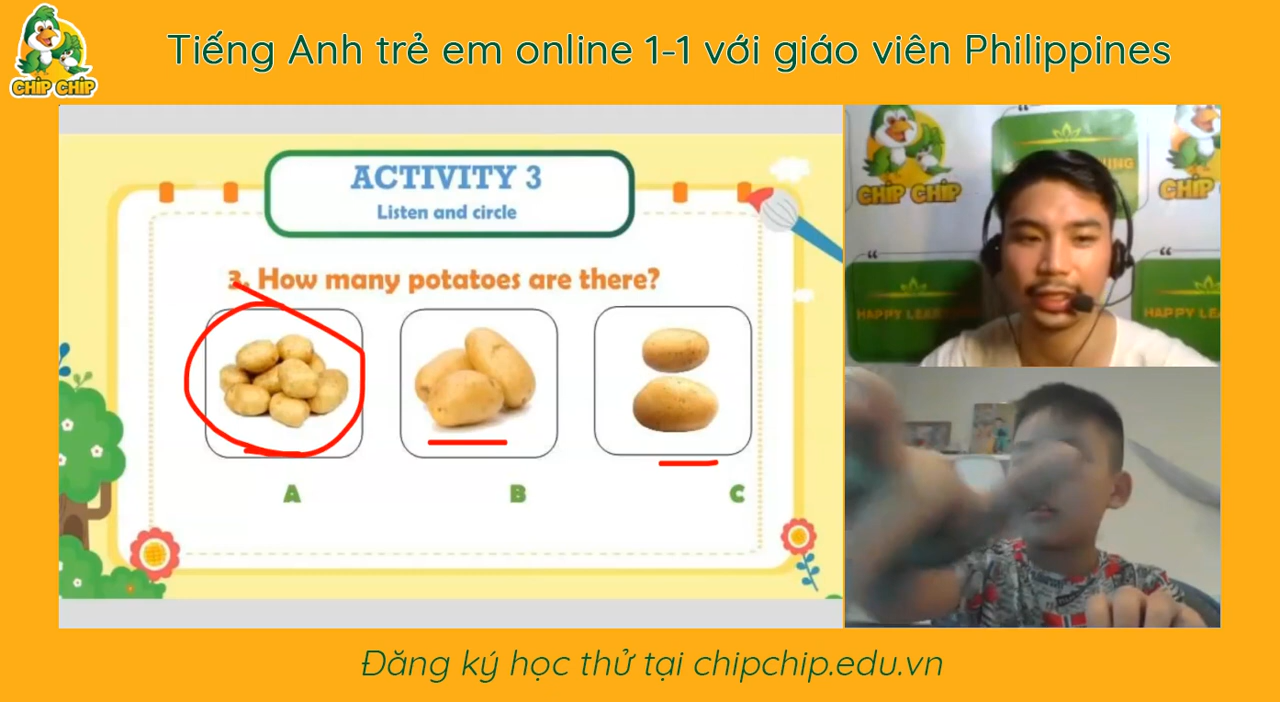 Tiếng Anh trẻ em online 1-1 với giáo viên Philippines
CHÍP CHÍP
ACTIVITY 3
Listen and circle
3. How many potatoes are there?
A
B
C
CHÍP CHÍP
CHÍP
HAPPY LEA
HAPPY LE
Đăng ký học thử tại chipchip.edu.vn